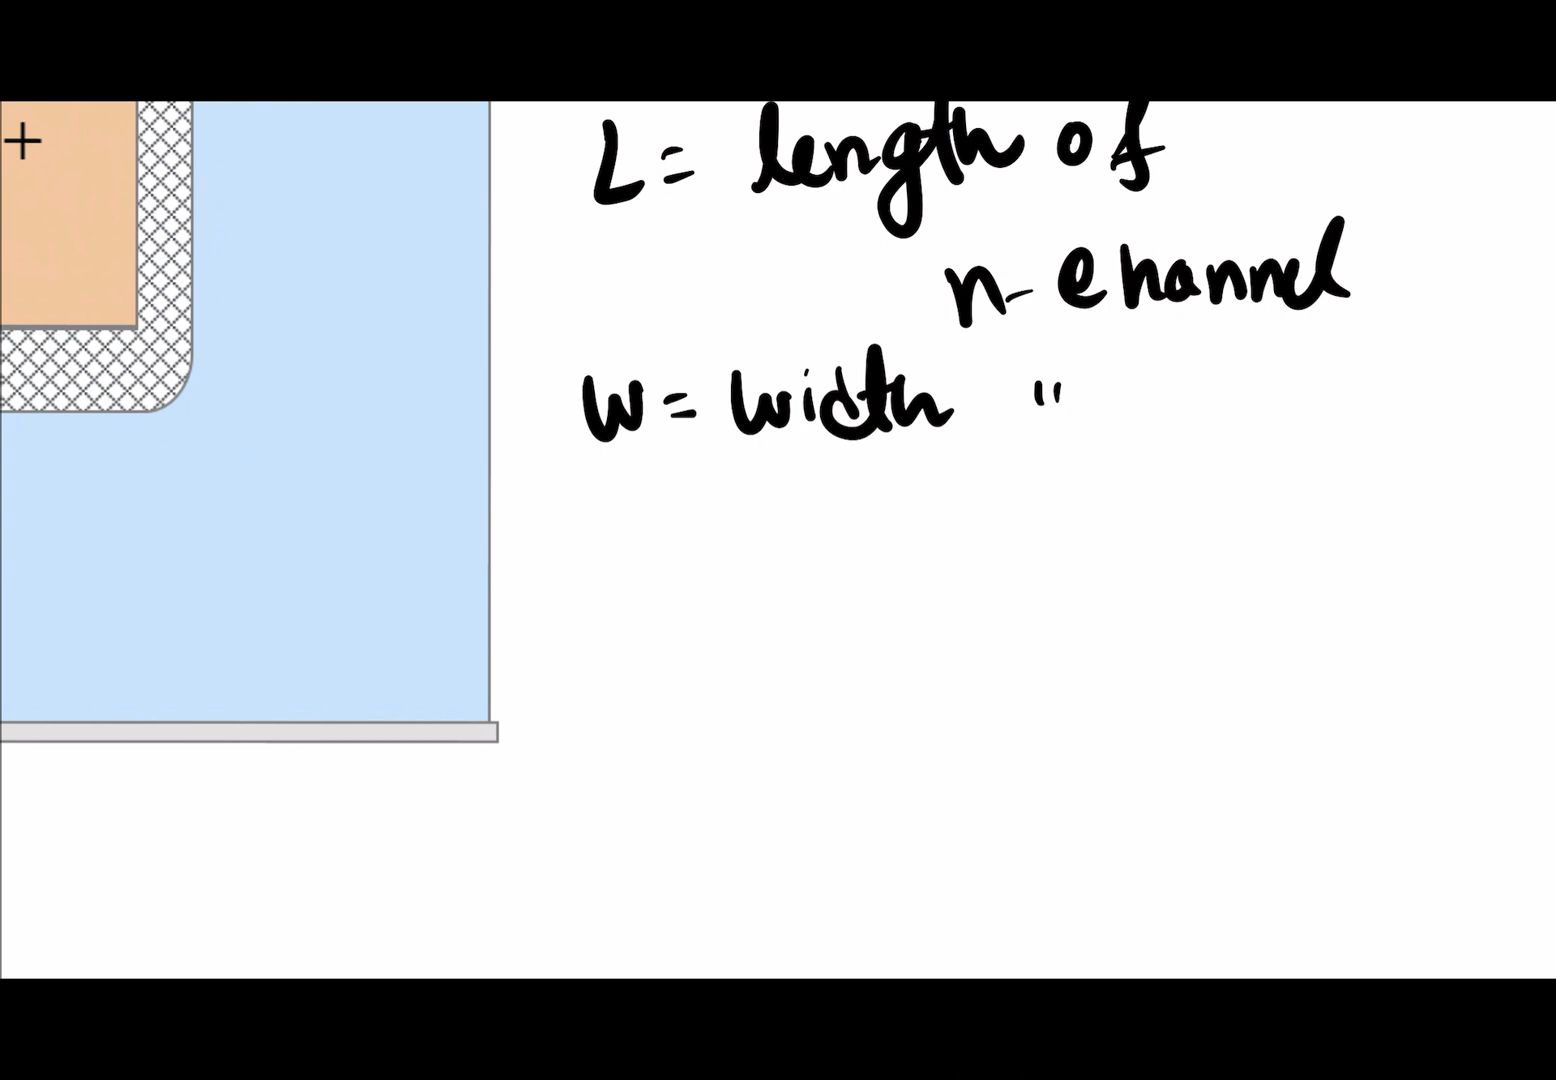 +
L = length of
n-channel
W = width "